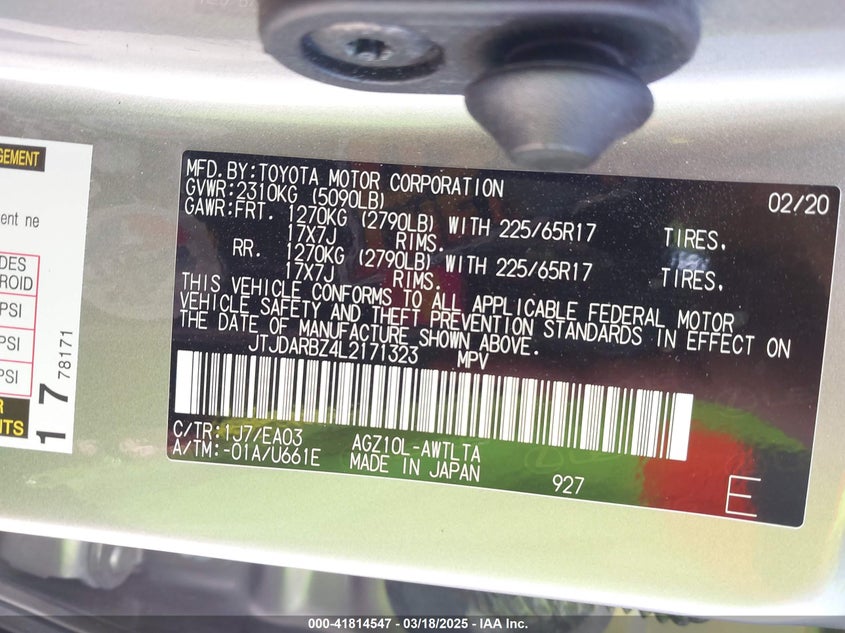 GEMENT
ent ne
DES
ROID
PSI
PSI
PSI
R
NTS
17 78171
MFD.BY:TOYOTA MOTOR CORPORATION 02/20
GVWR:2310KG (5090LB)
GAWR:FRT. 1270KG (2790LB) WITH 225/65R17 TIRES,
17X7J RIMS.
RR. 1270KG (2790LB) WITH 225/65R17 TIRES,
17X7J RIMS.
THIS VEHICLE CONFORMS TO ALL APPLICABLE FEDERAL MOTOR
VEHICLE SAFETY AND THEFT PREVENTION STANDARDS IN EFFECT ON
THE DATE OF MANUFACTURE SHOWN ABOVE.
JTJDARBZ4L2171323 MPV
C/TR:1J7/EA03 AGZ10L-AWTLTA
A/TM:-01A/U661E MADE IN JAPAN 927 E
000-41814547 - 03/18/2025 - IAA Inc.